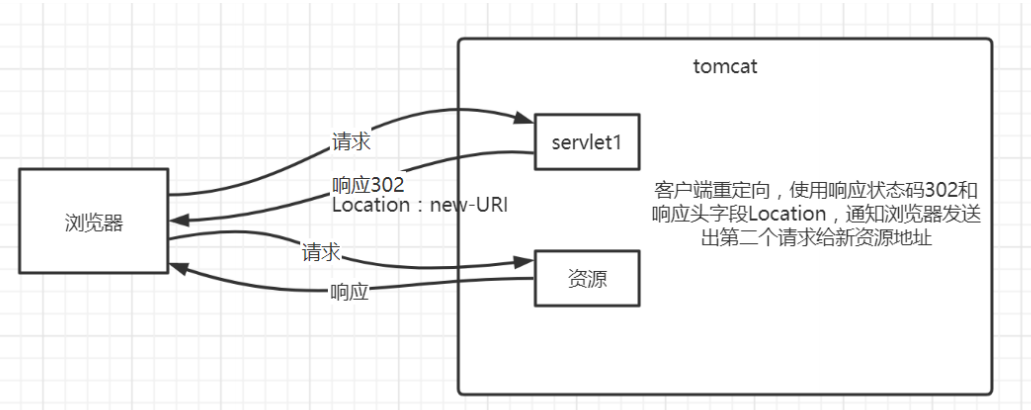 tomcat
请求
servlet1
响应302
Location：new-URI
浏览器
客户端重定向，使用响应状态码302和
响应头字段Location，通知浏览器发送
出第二个请求给新资源地址
请求
资源
响应